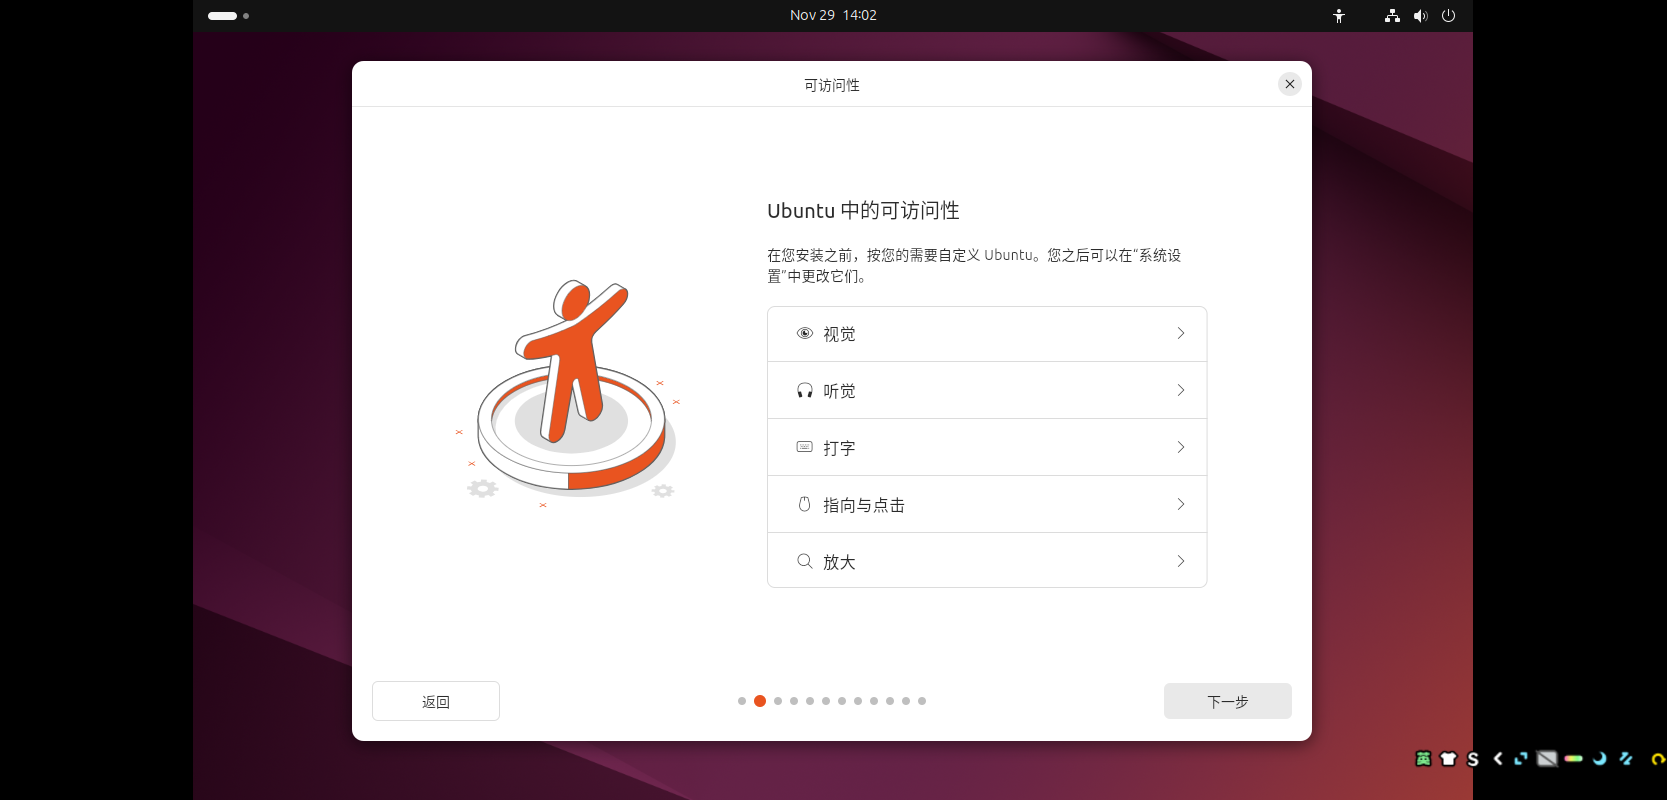 Nov 29 14:02
可访问性
Ubuntu 中的可访问性
在您安装之前，按您的需要自定义 Ubuntu。您之后可以在“系统设
置”中更改它们。
视觉
听觉
打字
指向与点击
放大
返回
下一步
英
S